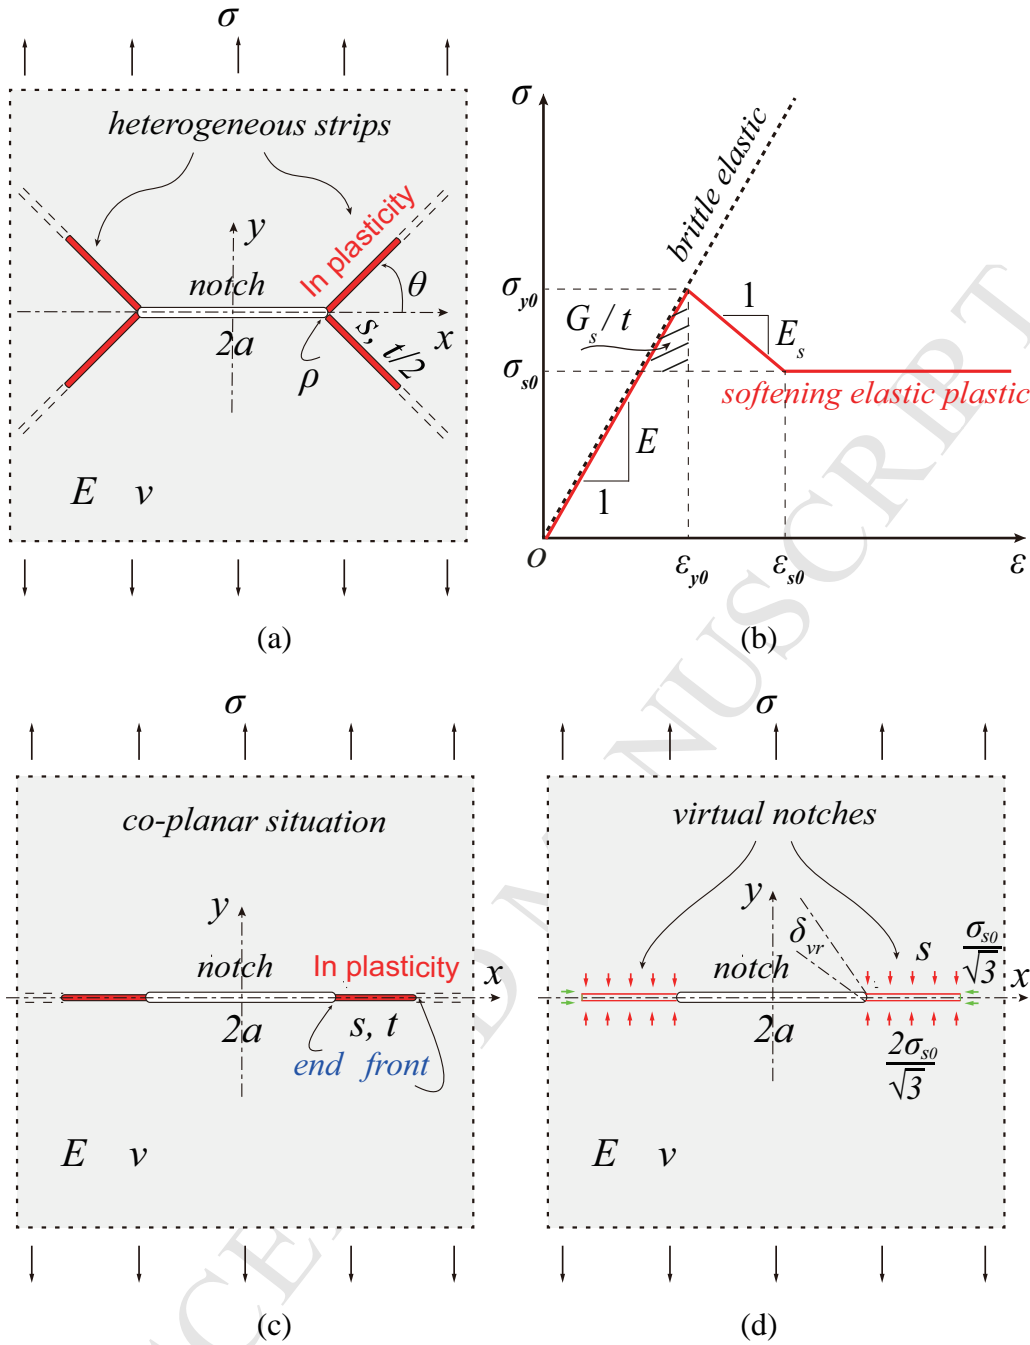 σ
heterogeneous strips
In plasticity
y
notch
θ
x
2a
s, t/2
ρ
E ν
(a)
σ
brittle elastic
σy0
1
Gs/t
Es
σs0
softening elastic plastic
E
1
o
εy0
εs0
ε
(b)
σ
co-planar situation
y
notch
In plasticity
x
2a
s, t
end front
E ν
(c)
σ
virtual notches
y
δvr
s
σs0
√3
notch
x
2a
2σs0
√3
E ν
(d)
MANUSCRIPT